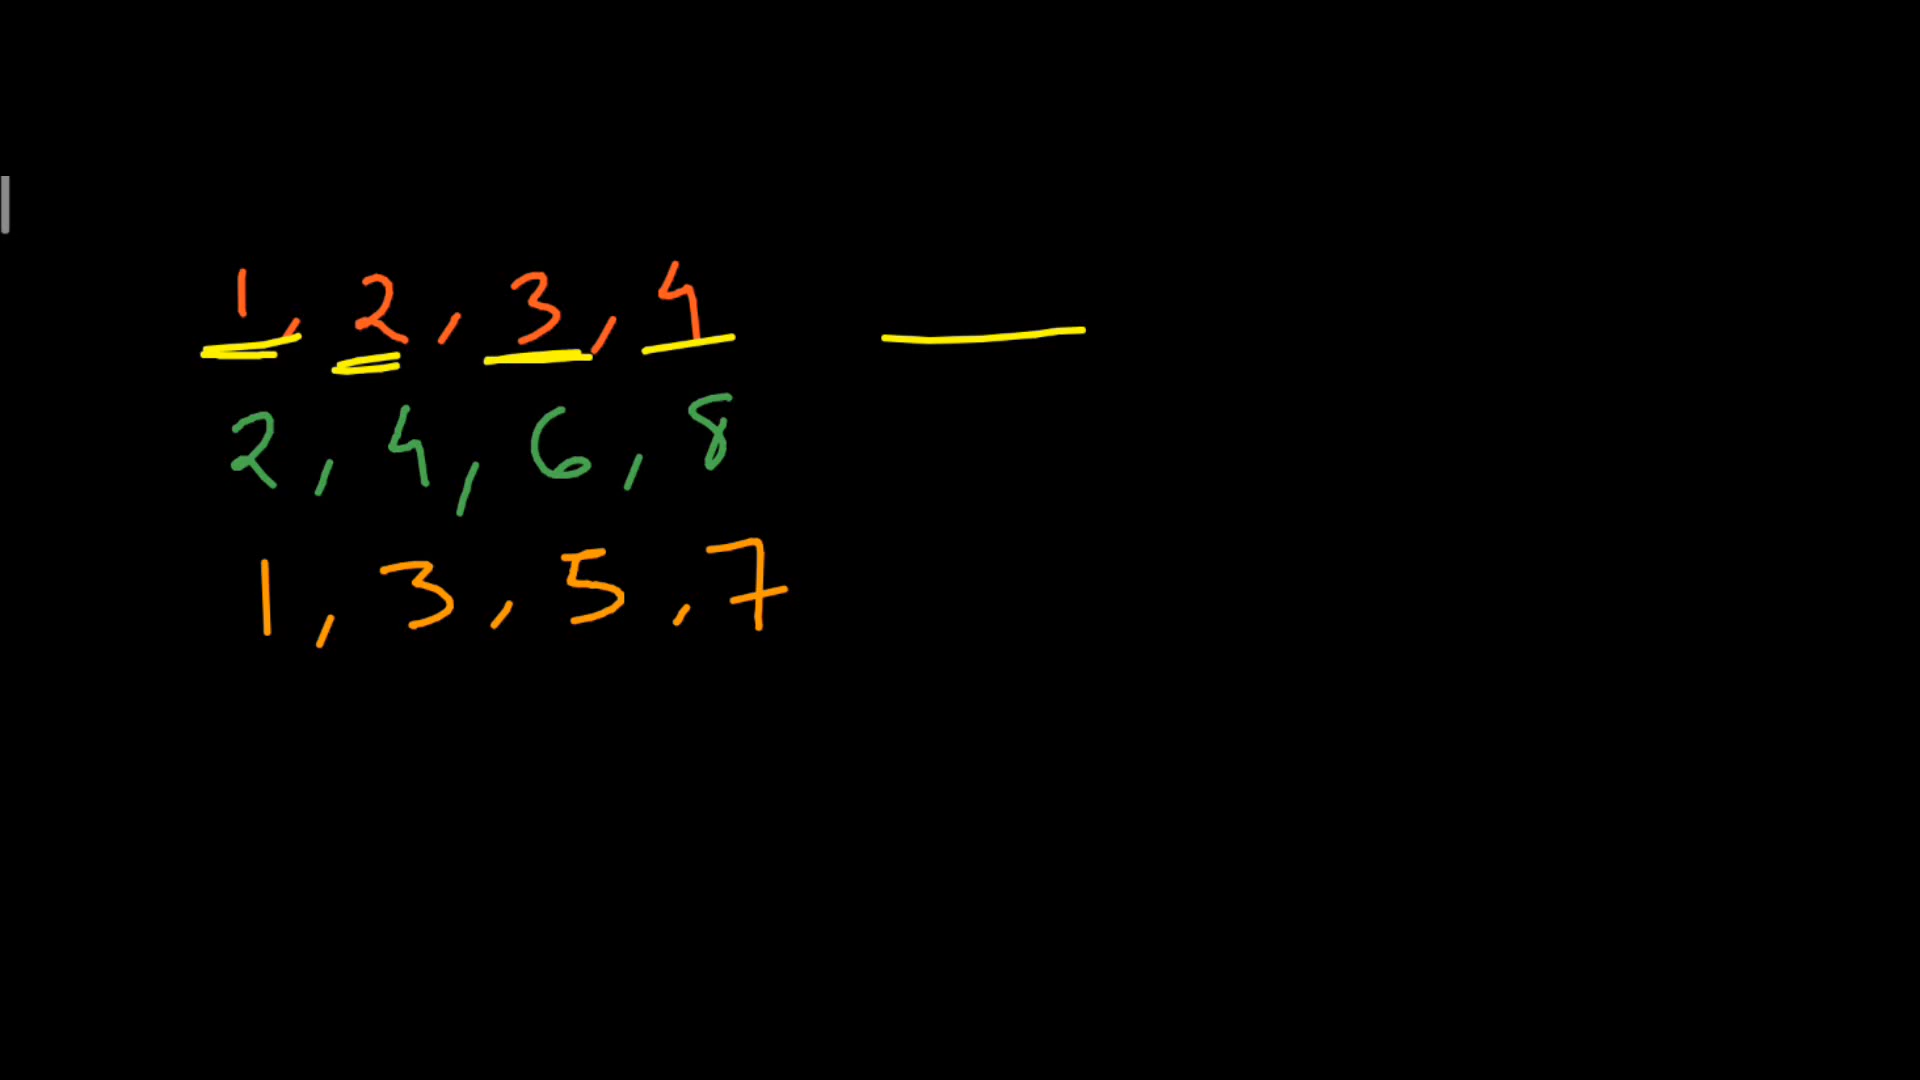 1, 2, 3, 4
2, 4, 6, 8
1, 3, 5, 7